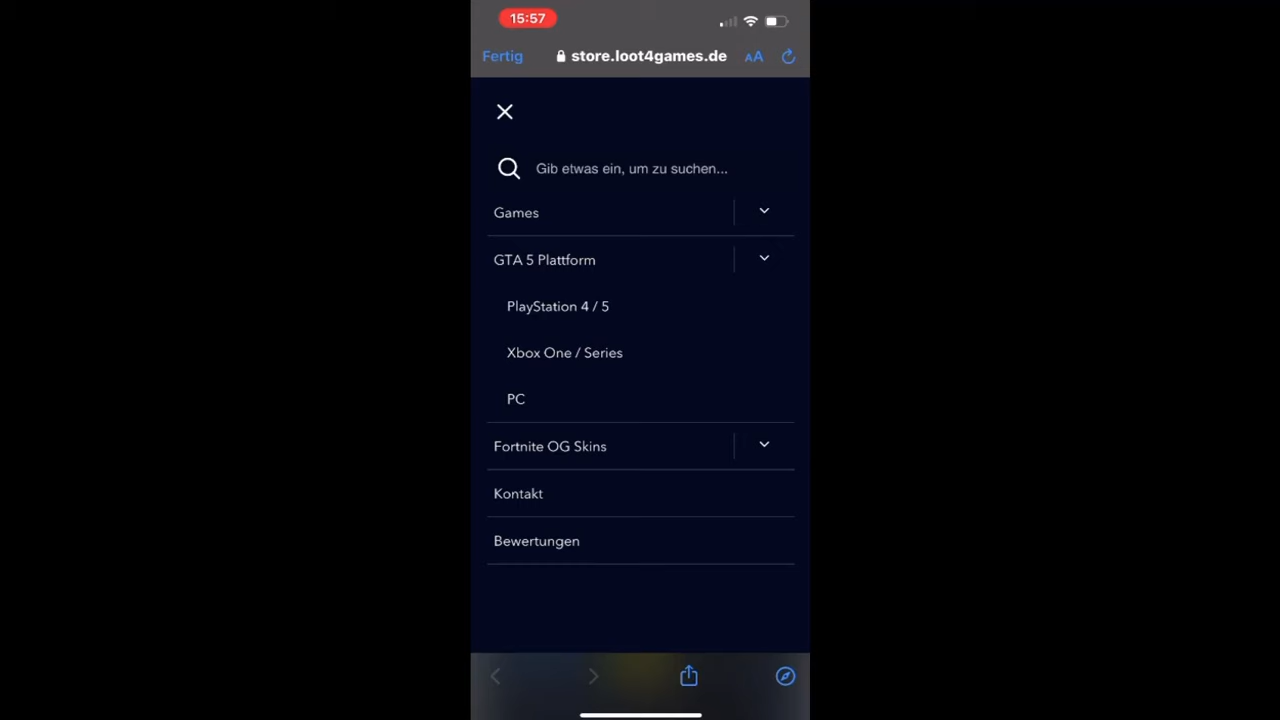 15:57
Fertig
store.loot4games.de
AA
Gib etwas ein, um zu suchen...
Games
GTA 5 Plattform
PlayStation 4 / 5
Xbox One / Series
PC
Fortnite OG Skins
Kontakt
Bewertungen